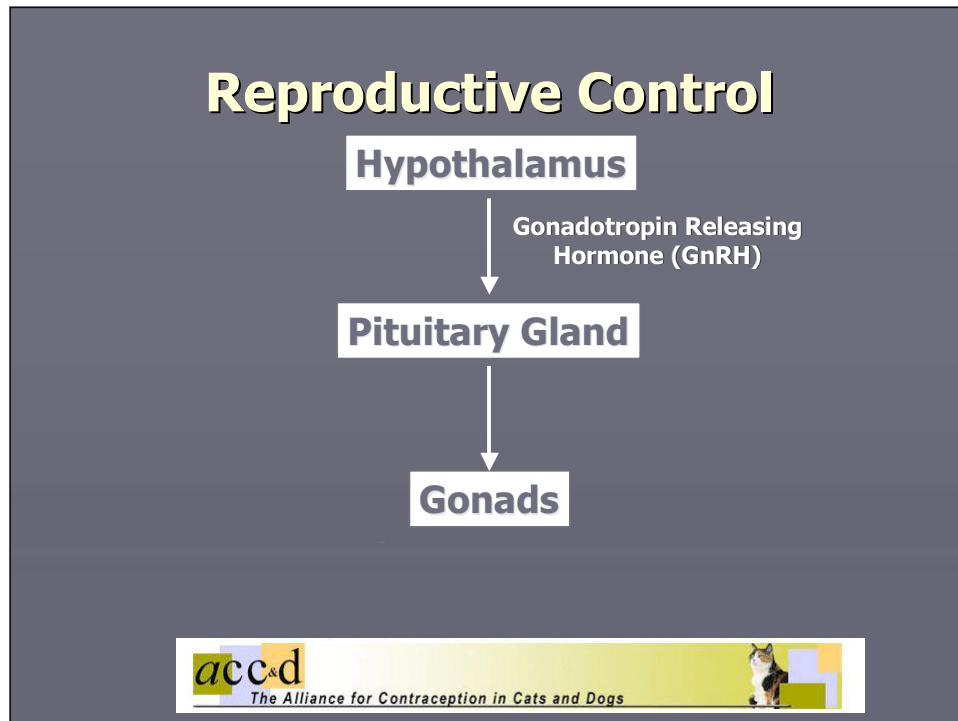 Reproductive Control
Hypothalamus
Gonadotropin Releasing
Hormone (GnRH)
Pituitary Gland
Gonads
acc&d
The Alliance for Contraception in Cats and Dogs